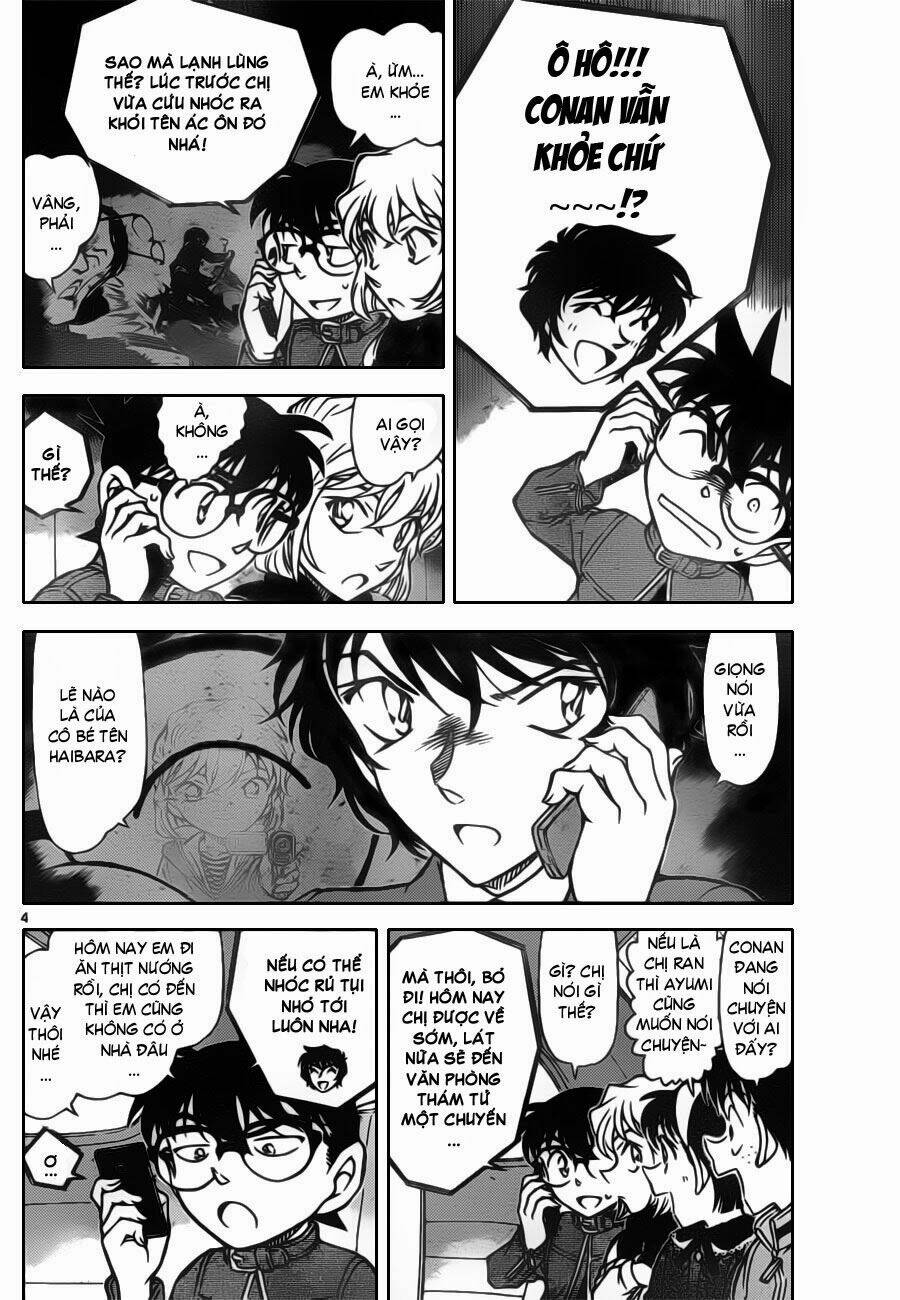 Ô HÔ!!!
CONAN VẪN
KHỎE CHỨ
~~~!?
À, ỪM...
EM KHỎE
...
SAO MÀ LẠNH LÙNG
THẾ? LÚC TRƯỚC CHỊ
VỪA CỨU NHÓC RA
KHỎI TÊN ÁC ÔN ĐÓ
NHÁ!
VÂNG,
PHẢI
...
AI GỌI
VẬY?
À,
KHÔNG
...
GÌ
THẾ?
GIỌNG
NÓI
VỪA
RỒI
...
LẼ NÀO
LÀ CỦA
CÔ BÉ TÊN
HAIBARA?
4
CONAN
ĐANG
NÓI
CHUYỆN
VỚI AI
ĐẤY?
NẾU LÀ
CHỊ RAN
THÌ AYUMI
CŨNG
MUỐN NÓI
CHUYỆN~
GÌ? CHỊ
NÓI GÌ
THẾ?
MÀ THÔI, BỎ
ĐI! HÔM NAY
CHỊ ĐƯỢC VỀ
SỚM, LÁT
NỮA SẼ ĐẾN
VĂN PHÒNG
THÁM TỬ
MỘT CHUYẾN
...
HÔM NAY EM ĐI
ĂN THỊT NƯỚNG
RỒI, CHỊ CÓ ĐẾN
THÌ EM CŨNG
KHÔNG CÓ Ở
NHÀ ĐÂU
...
NẾU CÓ THỂ
NHỚ RỦ TỤI
NHÓ TỚI
LUÔN NHA!
VẬY
THÔI
NHÉ
...
Ơ...